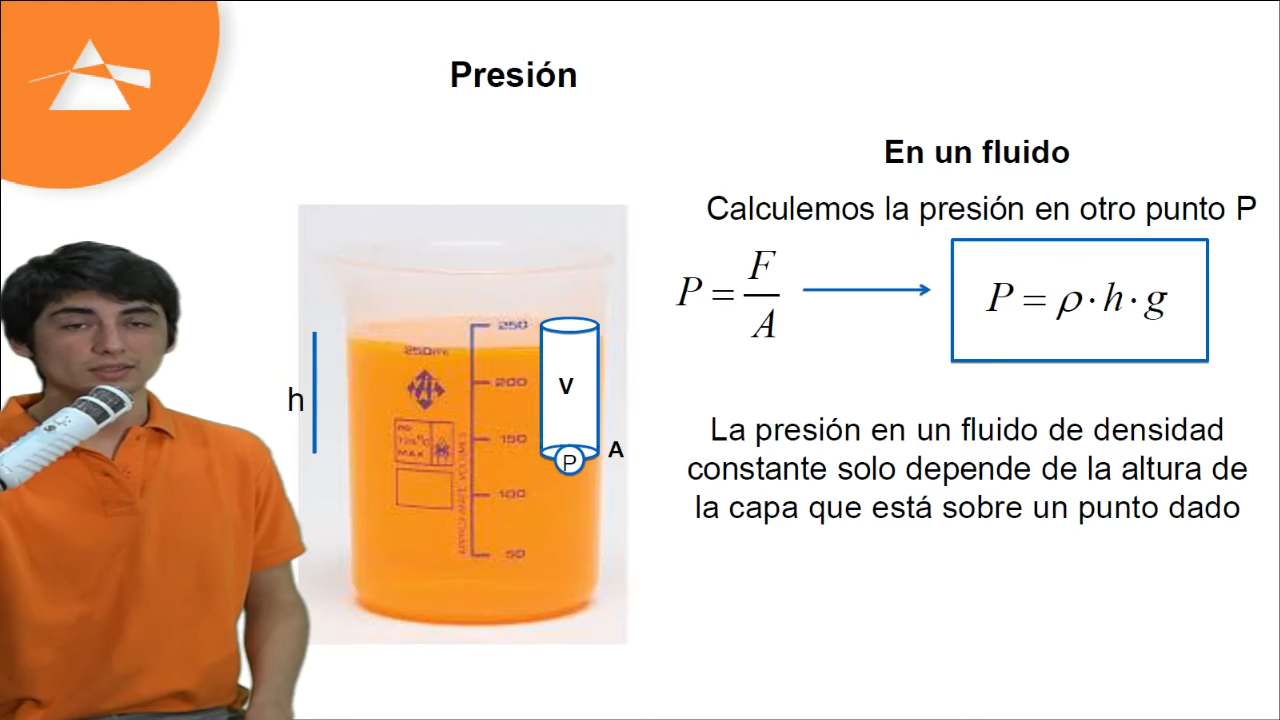 Presión
En un fluido
Calculemos la presión en otro punto P
P = F / A
P = ρ · h · g
h
250
250ml
200
V
150
A
P
100
50
La presión en un fluido de densidad
constante solo depende de la altura de
la capa que está sobre un punto dado